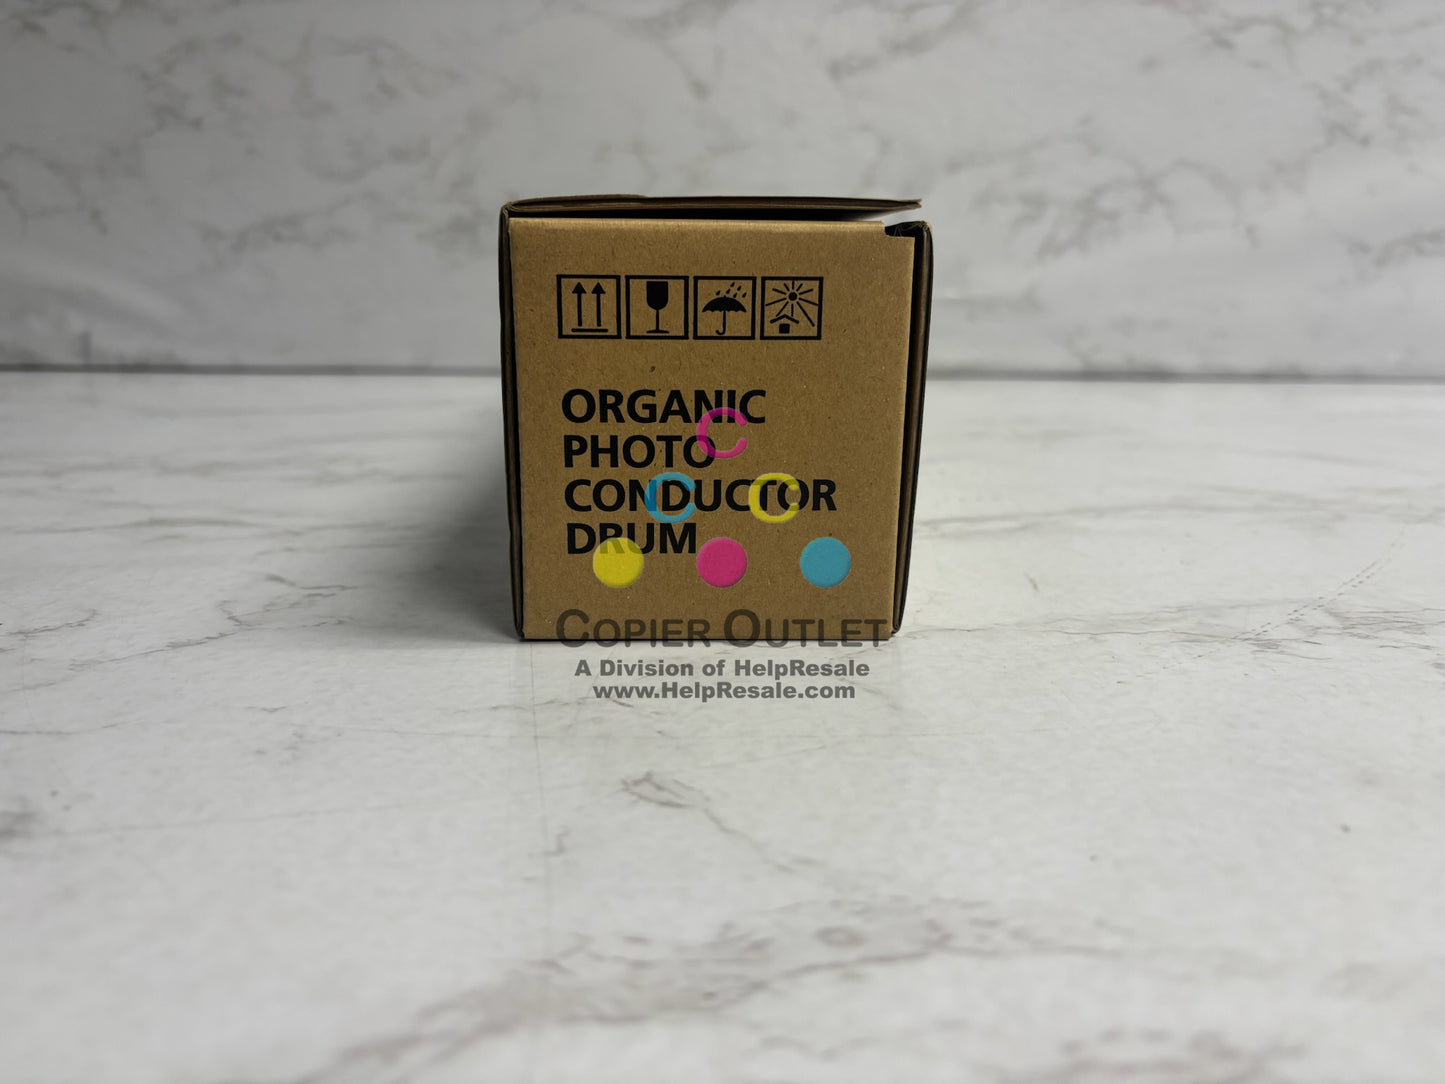 ORGANIC
PHOTO
CONDUCTOR
DRUM
C
C C
COPIER OUTLET
A Division of HelpResale
www.HelpResale.com